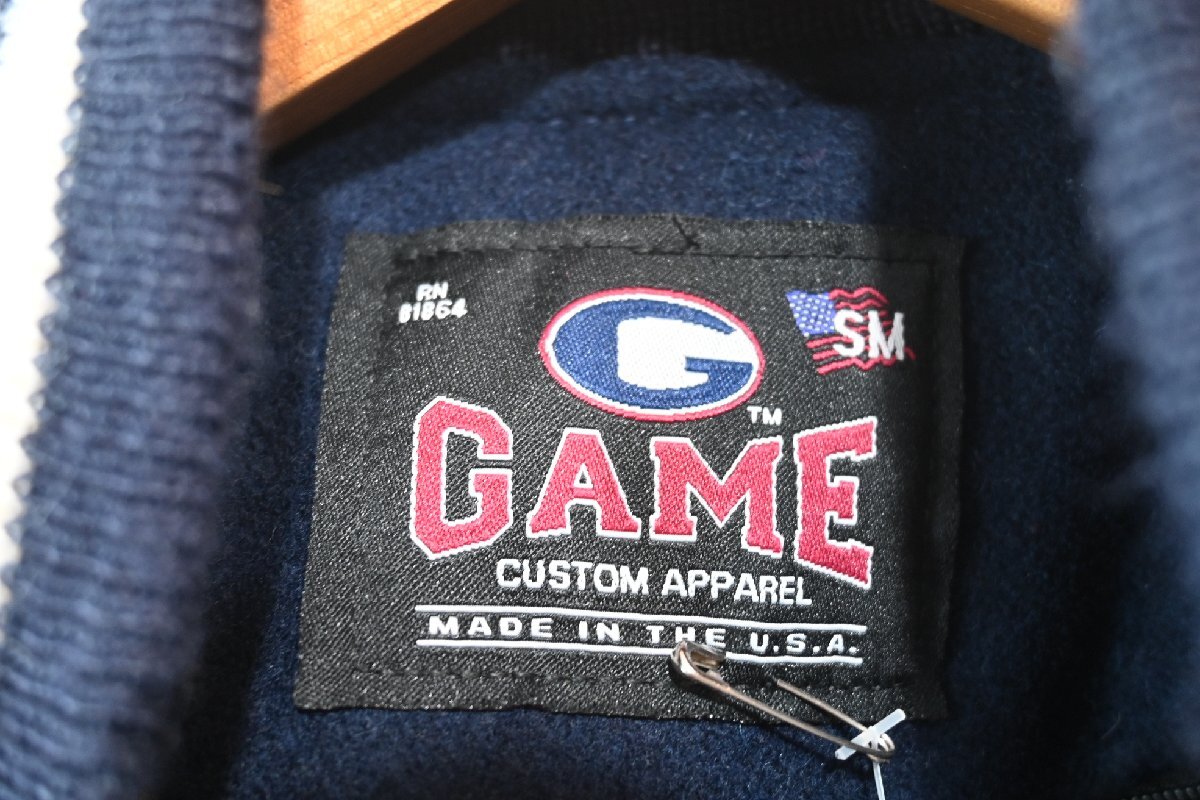 RN
81864
SM
G
TM
GAME
CUSTOM APPAREL
MADE IN THE U.S.A.